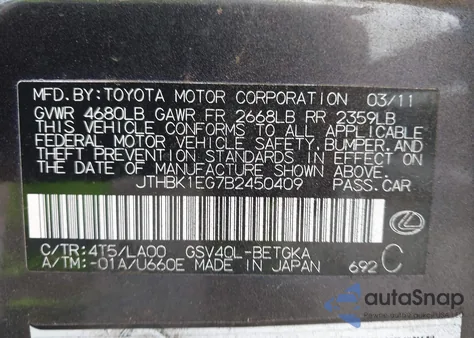 MFD.BY:TOYOTA MOTOR CORPORATION 03/11
GVWR 4680LB GAWR FR 2668LB RR 2359LB
THIS VEHICLE CONFORMS TO ALL APPLICABLE
FEDERAL MOTOR VEHICLE SAFETY,BUMPER,AND
THEFT PREVENTION STANDARDS IN EFFECT ON
THE DATE OF MANUFACTURE SHOWN ABOVE.
JTHBK1EG7B2450409 PASS.CAR
C/TR:4T5/LA00 GSV40L-BETGKA
A/TM:-01A/U660E MADE IN JAPAN 692 C
autoSnap